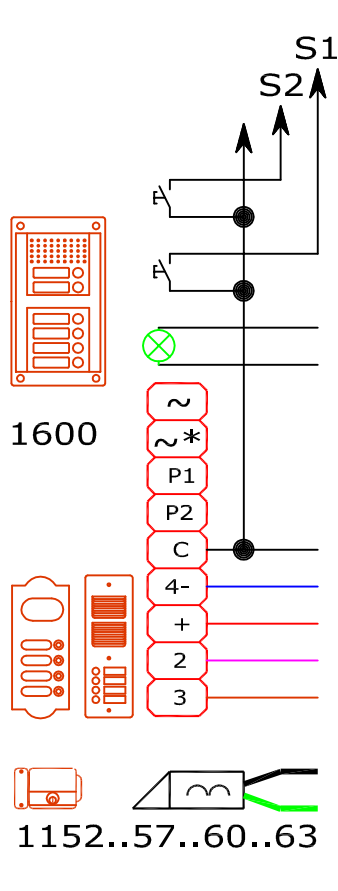 S1
S2
~
1600
~*
P1
P2
C
4-
+
2
3
1152..57..60..63